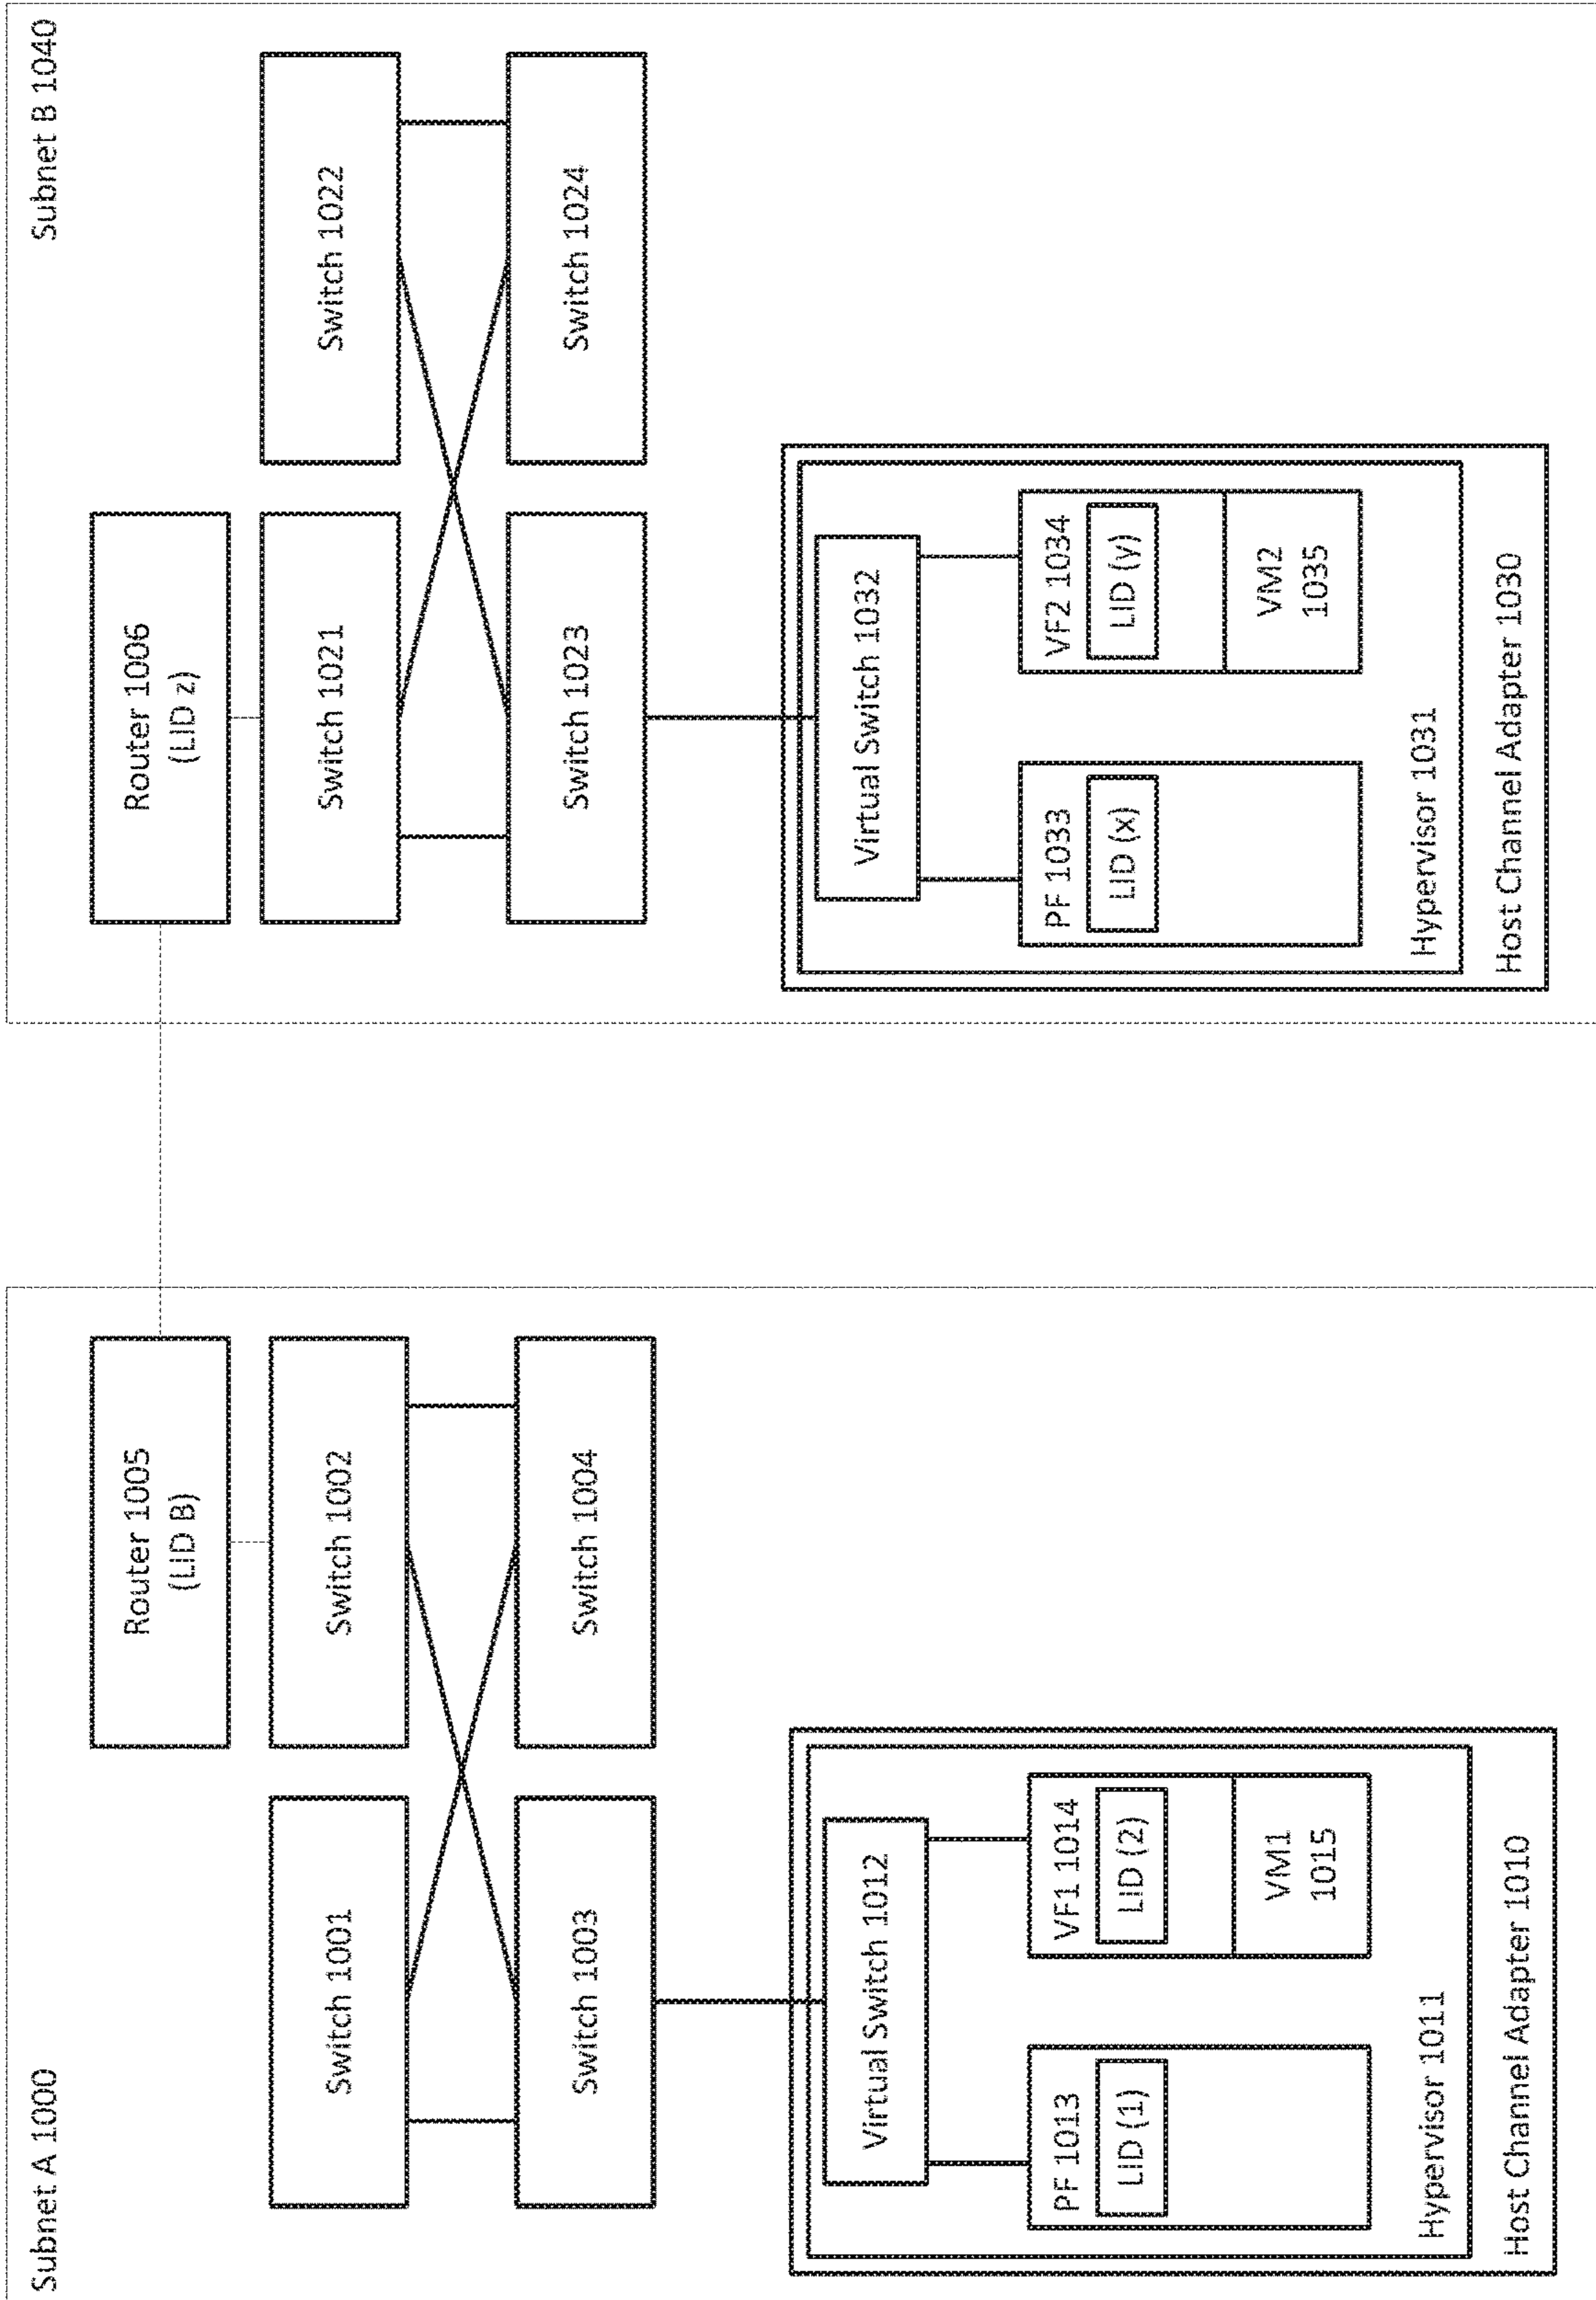 Subnet A 1000
Router 1005
(LID B)
Switch 1001
Switch 1002
Switch 1003
Switch 1004
Virtual Switch 1012
PF 1013
LID (1)
VF1 1014
LID (2)
VM1
1015
Hypervisor 1011
Host Channel Adapter 1010
Subnet B 1040
Router 1006
(LID z)
Switch 1021
Switch 1022
Switch 1023
Switch 1024
Virtual Switch 1032
PF 1033
LID (x)
VF2 1034
LID (y)
VM2
1035
Hypervisor 1031
Host Channel Adapter 1030